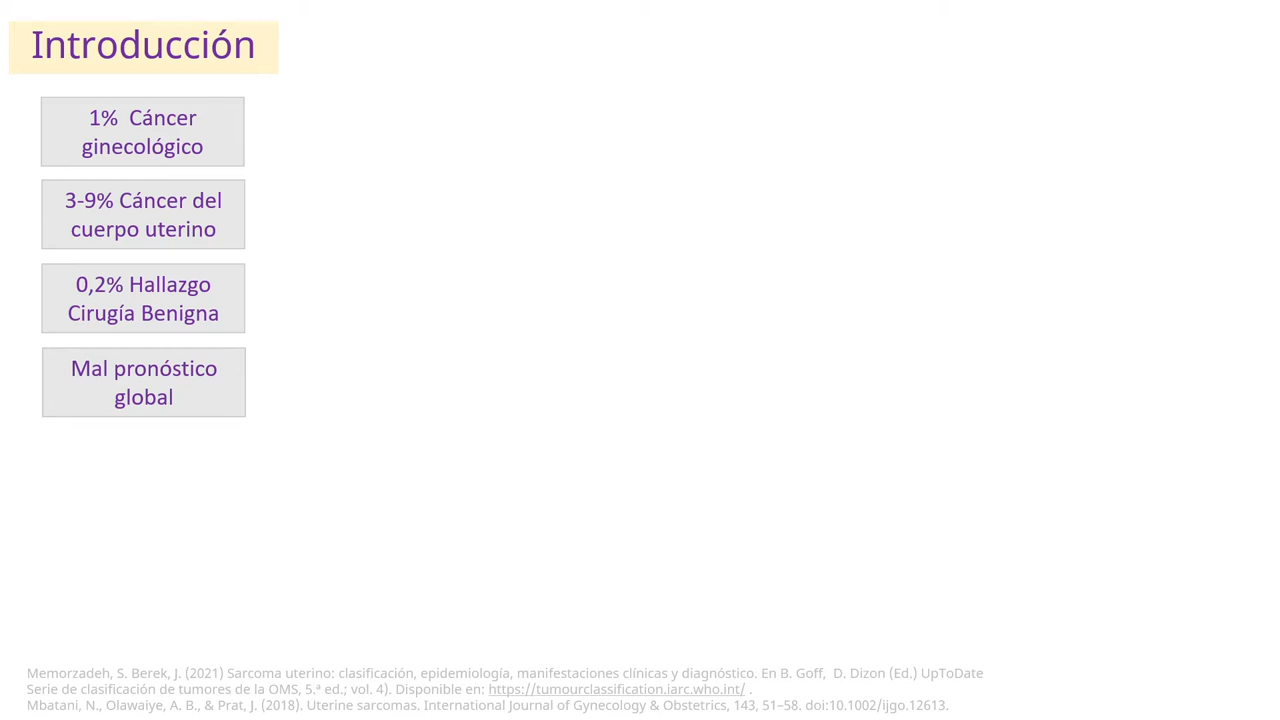 Introducción
1% Cáncer
ginecológico
3-9% Cáncer del
cuerpo uterino
0,2% Hallazgo
Cirugía Benigna
Mal pronóstico
global
Memorzadeh, S. Berek, J. (2021) Sarcoma uterino: clasificación, epidemiología, manifestaciones clínicas y diagnóstico. En B. Goff, D. Dizon (Ed.) UpToDate
Serie de clasificación de tumores de la OMS, 5.ª ed.; vol. 4). Disponible en: https://tumourclassification.iarc.who.int/ .
Mbatani, N., Olawaiye, A. B., & Prat, J. (2018). Uterine sarcomas. International Journal of Gynecology & Obstetrics, 143, 51–58. doi:10.1002/ijgo.12613.